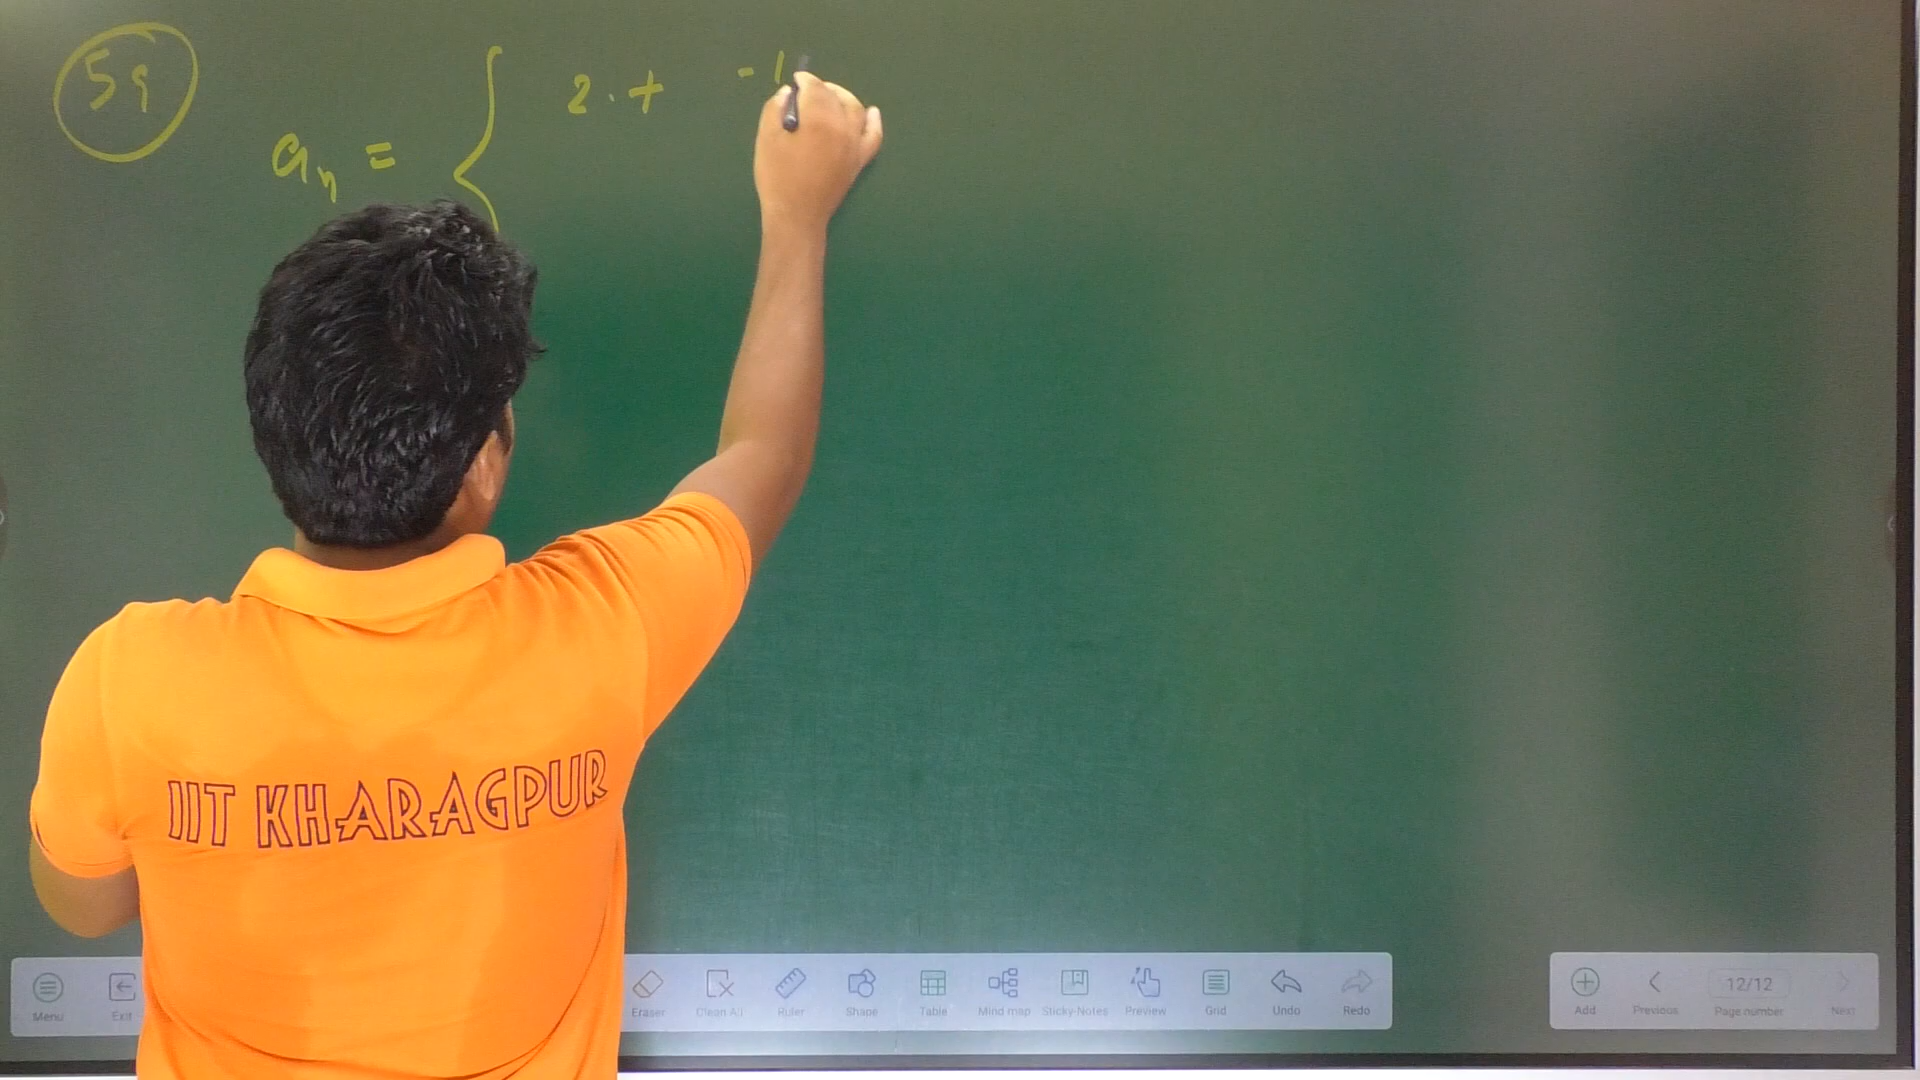 59
2. + -1
aₙ = {
IIT KHARAGPUR
Menu Exit Eraser Clean All Ruler Shape Table Mind map Sticky-Notes Preview Grid Undo Redo Add Previous 12/12 Page number Next